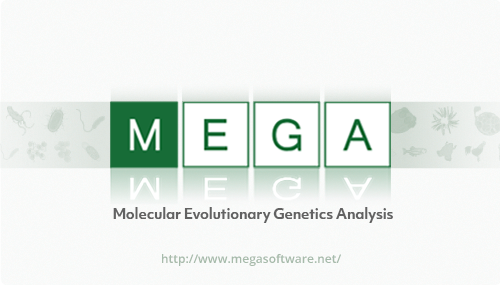 MEGA
Molecular Evolutionary Genetics Analysis
http://www.megasoftware.net/